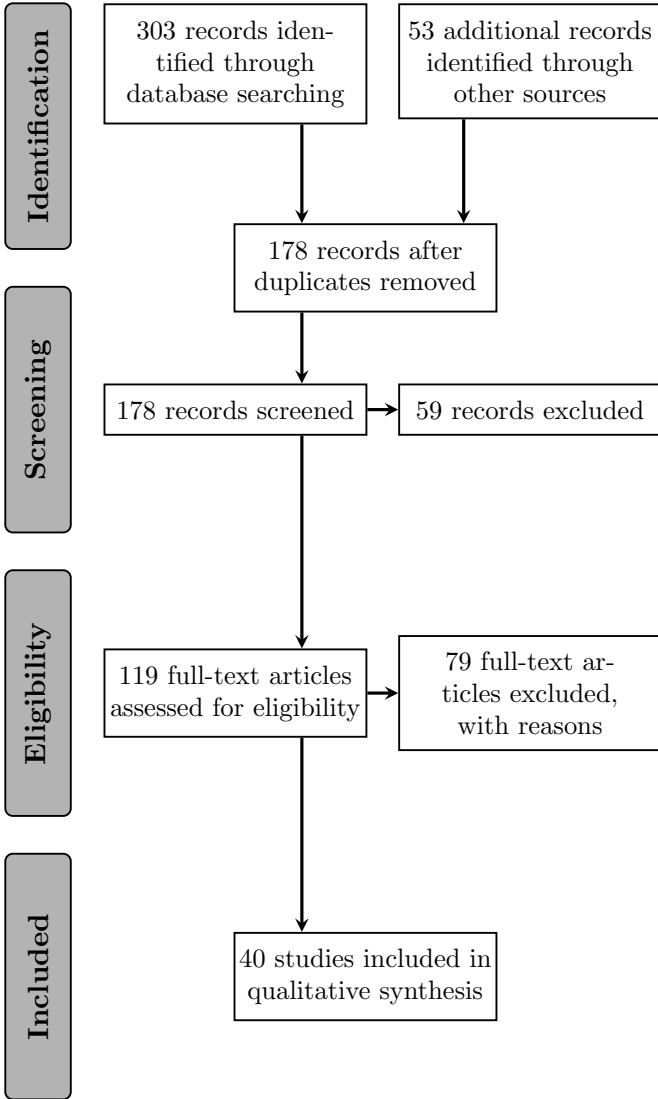 Identification
303 records iden-
tified through
database searching
53 additional records
identified through
other sources
178 records after
duplicates removed
Screening
178 records screened
59 records excluded
Eligibility
119 full-text articles
assessed for eligibility
79 full-text ar-
ticles excluded,
with reasons
Included
40 studies included in
qualitative synthesis